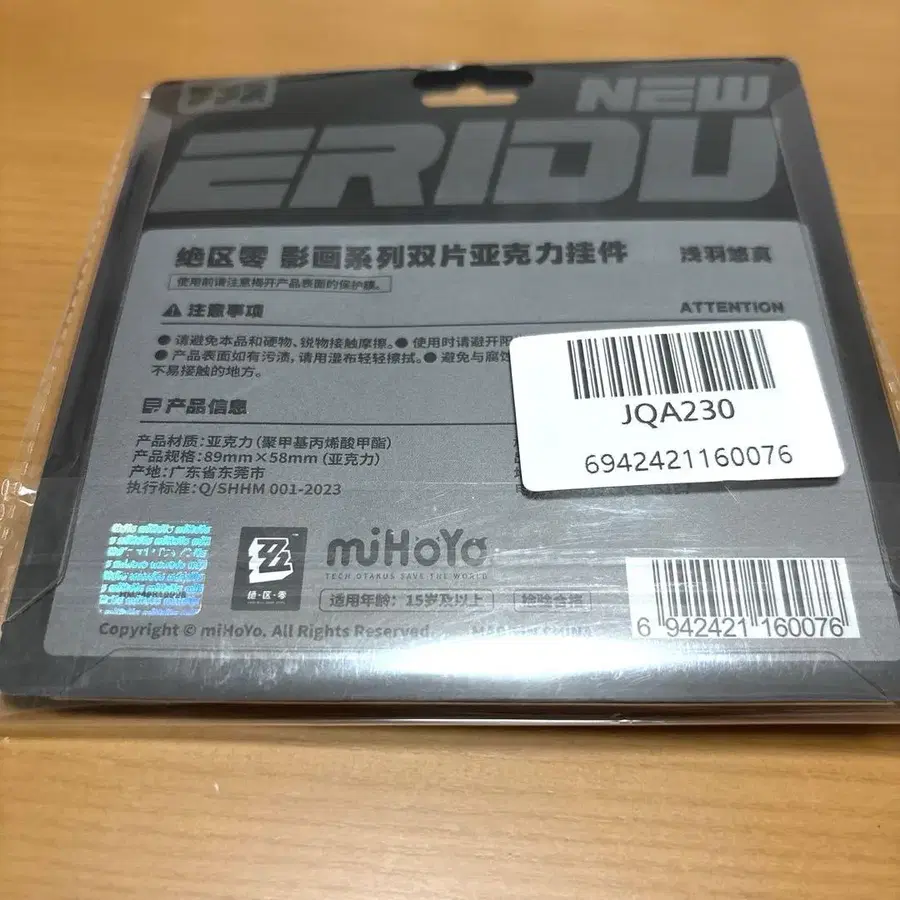 NEW
ERIDU
绝区零 影画系列双片亚克力挂件
浅羽悠真
使用前请注意揭开产品表面的保护膜。
注意事项
ATTENTION
● 请避免本品和硬物、锐物接触摩擦。● 使用时请避开阳
● 产品表面如有污渍，请用湿布轻轻擦拭。● 避免与腐
不易接触的地方。
产品信息
产品材质：亚克力（聚甲基丙烯酸甲酯）
产品规格：89mm×58mm（亚克力）
产地：广东省东莞市
执行标准：Q/SHHM 001-2023
JQA230
6942421160076
绝·区·零
miHoYo
TECH OTAKUS SAVE THE WORLD
适用年龄：15岁及以上
检验合格
Copyright © miHoYo. All Rights Reserved.
MADE IN CHINA
6 942421 160076